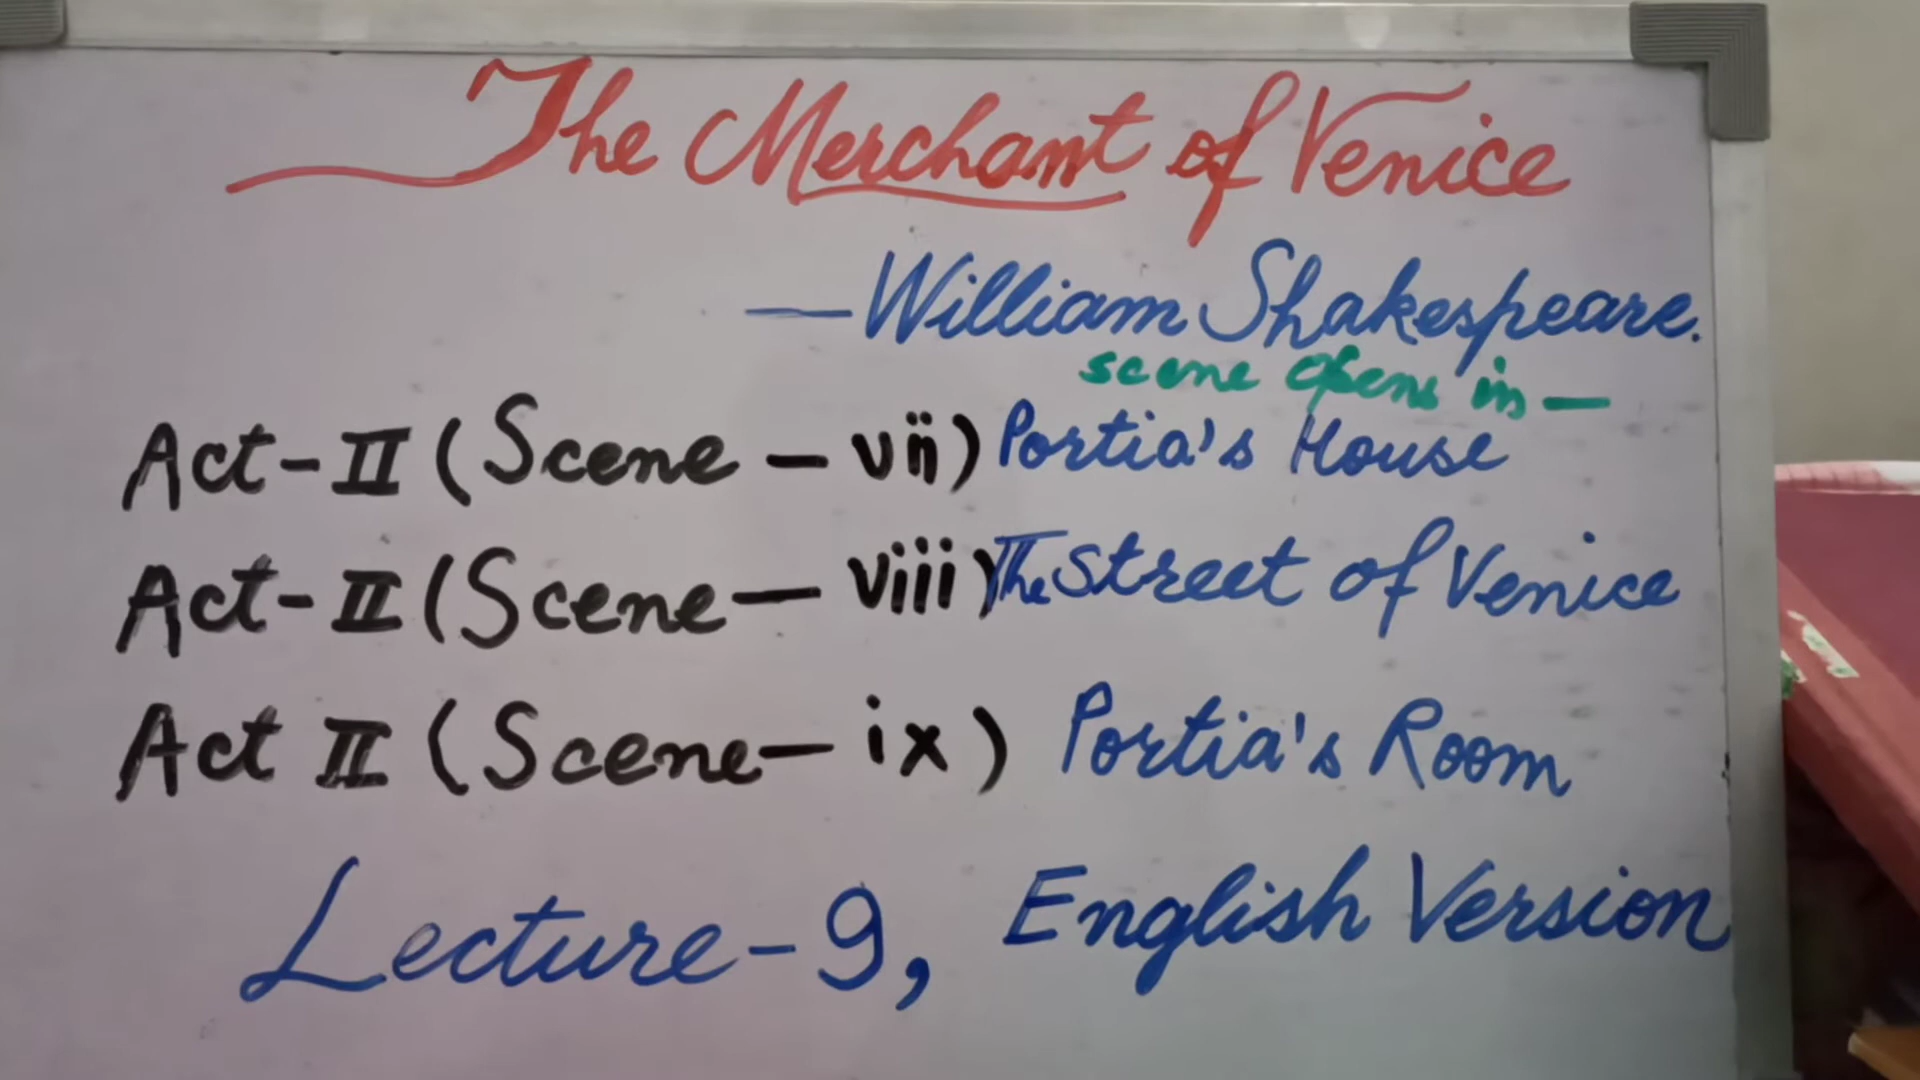 The Merchant of Venice
— William Shakespeare.
scene opens in —
Act-II (Scene - vii) Portia's House
Act-II (Scene - viii) The Street of Venice
Act II (Scene - ix) Portia's Room
Lecture-9, English Version